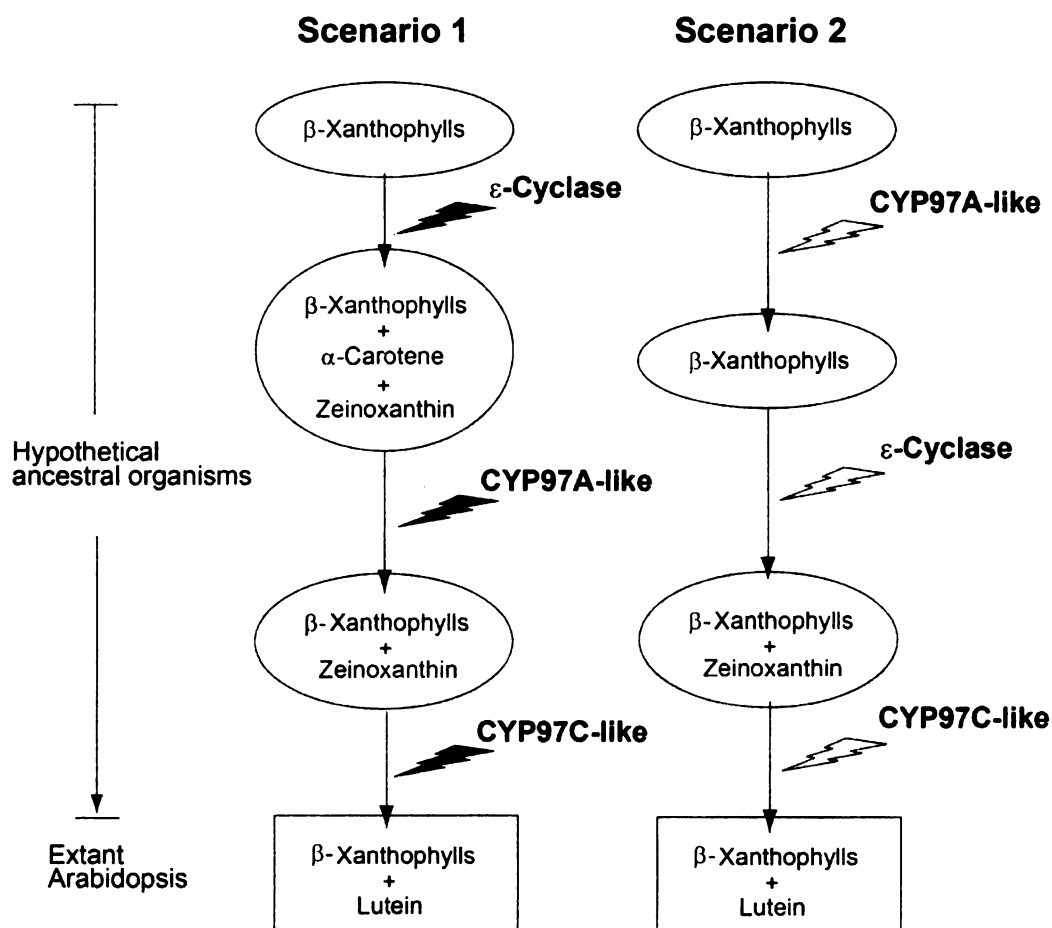 Scenario 1
β-Xanthophylls
ε-Cyclase
β-Xanthophylls
+
α-Carotene
+
Zeinoxanthin
CYP97A-like
β- Xanthophylls
+
Zeinoxanthin
CYP97C-like
β- Xanthophylls
+
Lutein
Scenario 2
β-Xanthophylls
CYP97A-like
β-Xanthophylls
ε-Cyclase
β-Xanthophylls
+
Zeinoxanthin
CYP97C-like
β- Xanthophylls
+
Lutein
Hypothetical
ancestral organisms
Extant
Arabidopsis